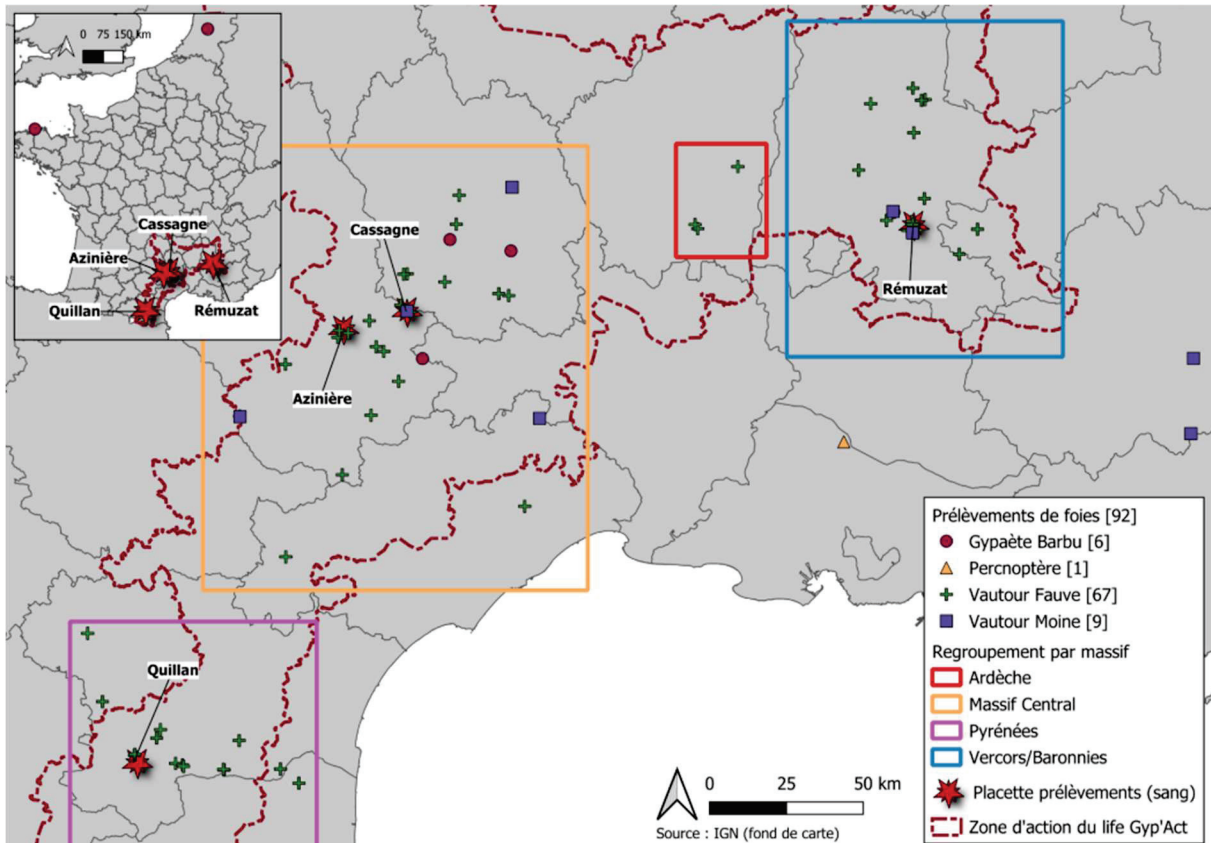 0 75 150 km
Cassagne
Azinière
Quillan
Rémuzat
Cassagne
Azinière
Rémuzat
Quillan
Prélèvements de foies [92]
Gypaète Barbu [6]
Percnoptère [1]
Vautour Fauve [67]
Vautour Moine [9]
Regroupement par massif
Ardèche
Massif Central
Pyrénées
Vercors/Baronnies
Placette prélèvements (sang)
Zone d'action du life Gyp'Act
0 25 50 km
Source : IGN (fond de carte)